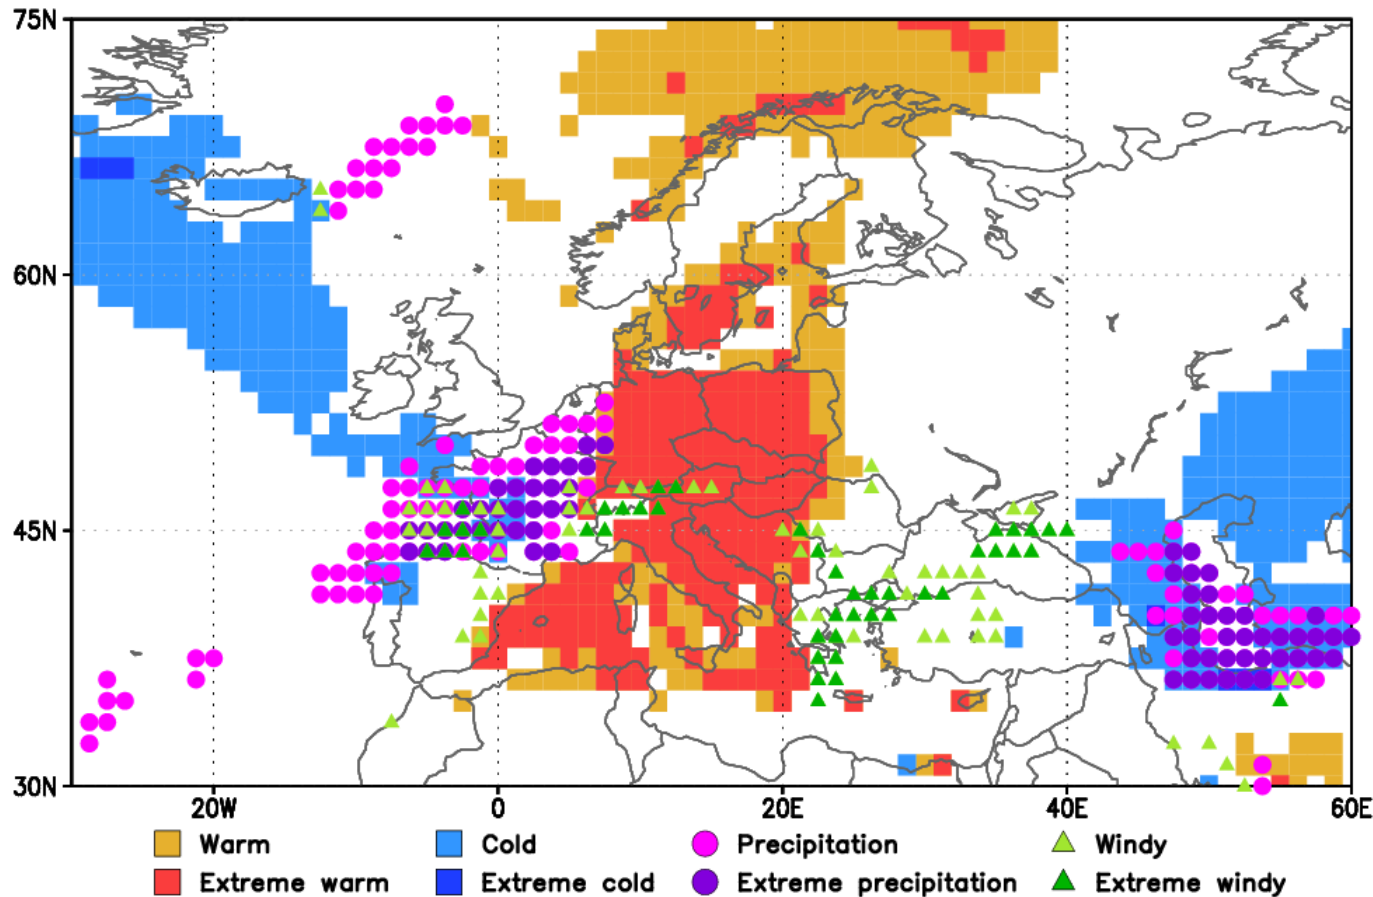 75N
60N
45N
30N
20W 0 20E 40E 60E
Warm Cold Precipitation Windy
Extreme warm Extreme cold Extreme precipitation Extreme windy